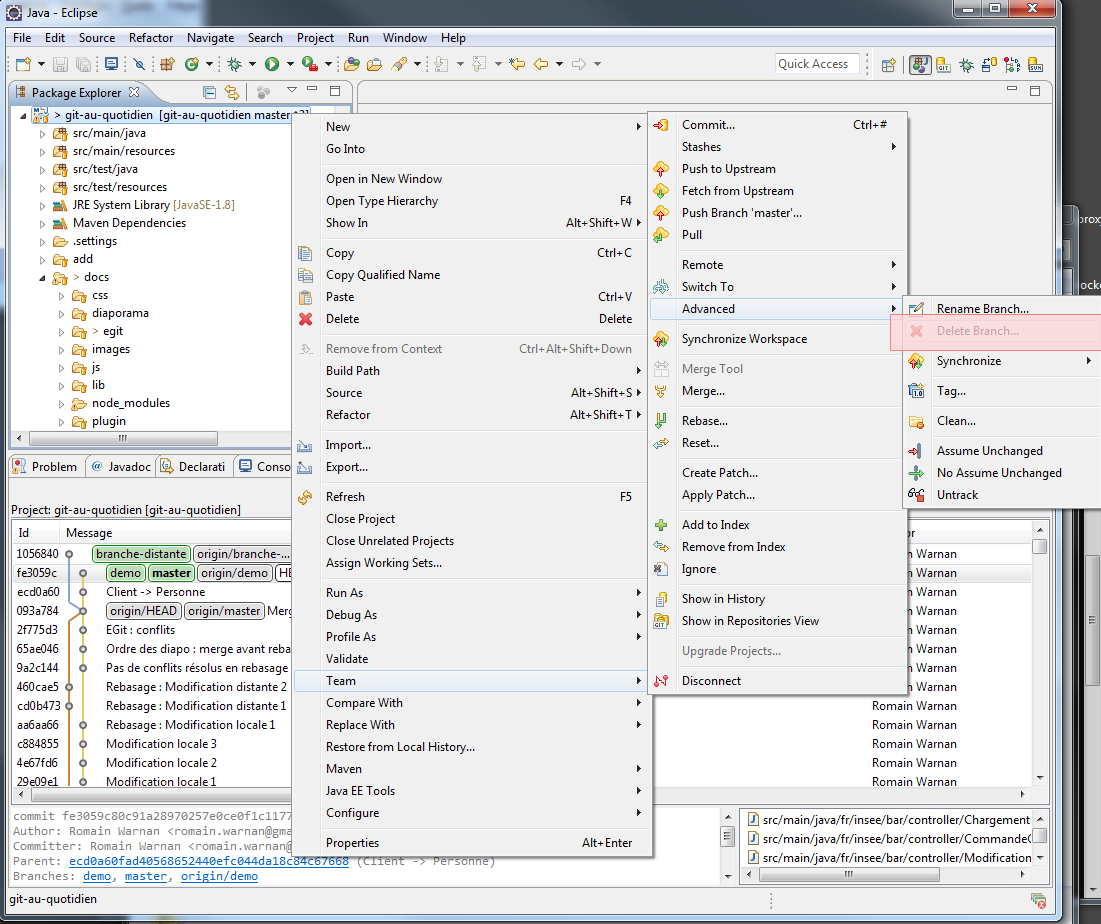 Java - Eclipse
File Edit Source Refactor Navigate Search Project Run Window Help
Quick Access
Package Explorer
> git-au-quotidien [git-au-quotidien master
src/main/java
src/main/resources
src/test/java
src/test/resources
JRE System Library [JavaSE-1.8]
Maven Dependencies
.settings
add
> docs
css
diaporama
> egit
images
js
lib
node_modules
plugin
New
Go Into
Open in New Window
Open Type Hierarchy F4
Show In Alt+Shift+W
Copy Ctrl+C
Copy Qualified Name
Paste Ctrl+V
Delete Delete
Remove from Context Ctrl+Alt+Shift+Down
Build Path
Source Alt+Shift+S
Refactor Alt+Shift+T
Import...
Export...
Refresh F5
Close Project
Close Unrelated Projects
Assign Working Sets...
Run As
Debug As
Profile As
Validate
Team
Compare With
Replace With
Restore from Local History...
Maven
Java EE Tools
Configure
Properties Alt+Enter
Commit... Ctrl+#
Stashes
Push to Upstream
Fetch from Upstream
Push Branch 'master'...
Pull
Remote
Switch To
Advanced
Synchronize Workspace
Merge Tool
Merge...
Rebase...
Reset...
Create Patch...
Apply Patch...
Add to Index
Remove from Index
Ignore
Show in History
Show in Repositories View
Upgrade Projects...
Disconnect
Rename Branch...
Delete Branch...
Synchronize
Tag...
Clean...
Assume Unchanged
No Assume Unchanged
Untrack
Problem Javadoc Declarati Conso
Project: git-au-quotidien [git-au-quotidien]
Id Message or
1056840 branche-distante origin/branche-... n Warnan
fe3059c demo master origin/demo HE n Warnan
ecd0a60 Client -> Personne n Warnan
093a784 origin/HEAD origin/master Merg n Warnan
2f775d3 EGit : conflits n Warnan
65ae046 Ordre des diapo : merge avant reba n Warnan
9a2c144 Pas de conflits résolus en rebasage n Warnan
460cae5 Rebasage : Modification distante 2 Romain Warnan
cd0b473 Rebasage : Modification distante 1 Romain Warnan
aa6aa66 Rebasage : Modification locale 1 Romain Warnan
c884855 Modification locale 3 Romain Warnan
4e67fd6 Modification locale 2 Romain Warnan
29e09e1 Modification locale 1 Romain Warnan
commit fe3059c80c91a28970257e0ce0f1c1177
Author: Romain Warnan <romain.warnan@gma
Committer: Romain Warnan <romain.warnan@g
Parent: ecd0a60fad40568652440efc044da18c84c67668 (Client -> Personne)
Branches: demo, master, origin/demo
src/main/java/fr/insee/bar/controller/Chargement
src/main/java/fr/insee/bar/controller/CommandeC
src/main/java/fr/insee/bar/controller/Modification
git-au-quotidien
proxy
ocke